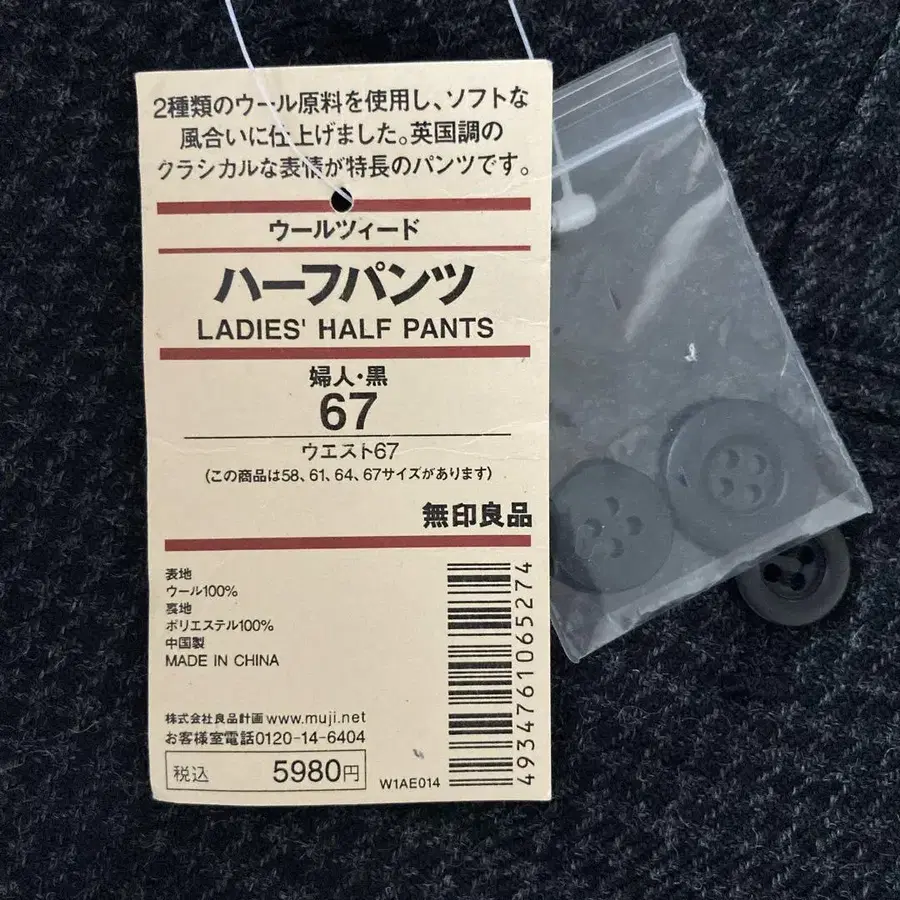 2種類のウール原料を使用し、ソフトな
風合いに仕上げました。英国調の
クラシカルな表情が特長のパンツです。
ウールツィード
ハーフパンツ
LADIES' HALF PANTS
婦人・黒
67
ウエスト67
(この商品は58、61、64、67サイズがあります)
無印良品
表地
ウール100%
裏地
ポリエステル100%
中国製
MADE IN CHINA
株式会社良品計画 www.muji.net
お客様室電話0120-14-6404
税込 5980円
W1AE014
4934761065274